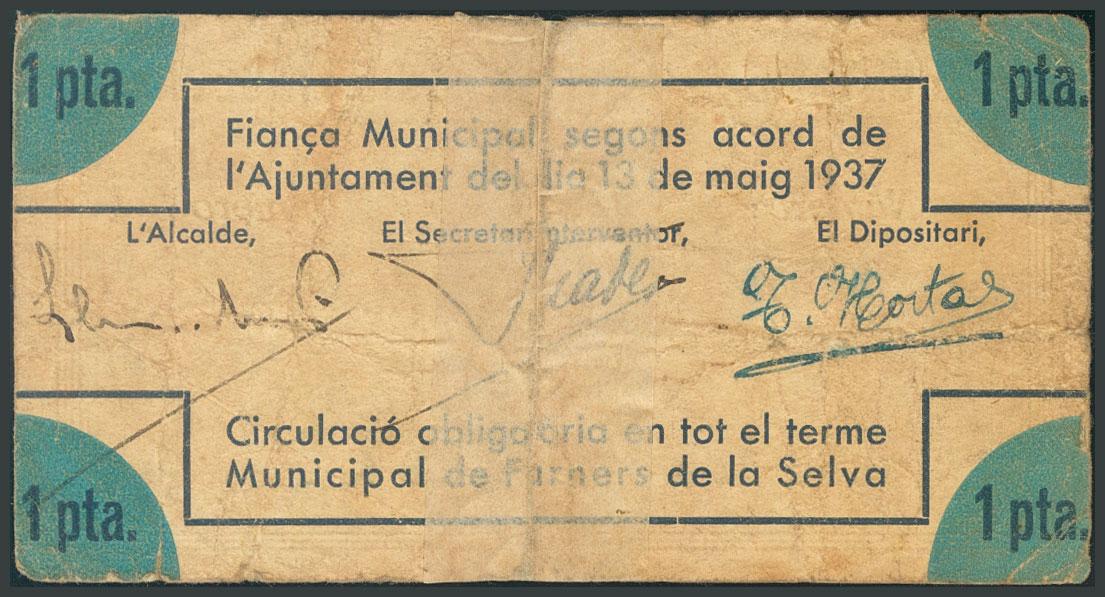 1 pta. 1 pta.
Fiança Municipal segons acord de
l'Ajuntament del dia 13 de maig 1937
L'Alcalde, El Secretari Interventor, El Dipositari,
T. Hortas
Circulació obligatòria en tot el terme
Municipal de Farners de la Selva
1 pta. 1 pta.